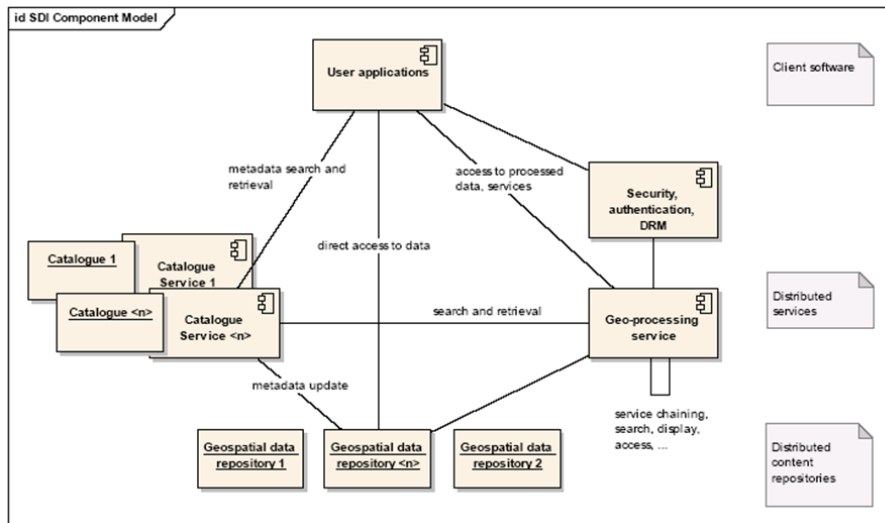 id SDI Component Model
User applications
Client software
metadata search and
retrieval
access to processed
data, services
Security,
authentication,
DRM
direct access to data
Catalogue 1
Catalogue
Service 1
Catalogue <n>
Catalogue
Service <n>
search and retrieval
Geo-processing
service
Distributed
services
metadata update
service chaining,
search, display,
access, ...
Geospatial data
repository 1
Geospatial data
repository <n>
Geospatial data
repository 2
Distributed
content
repositories